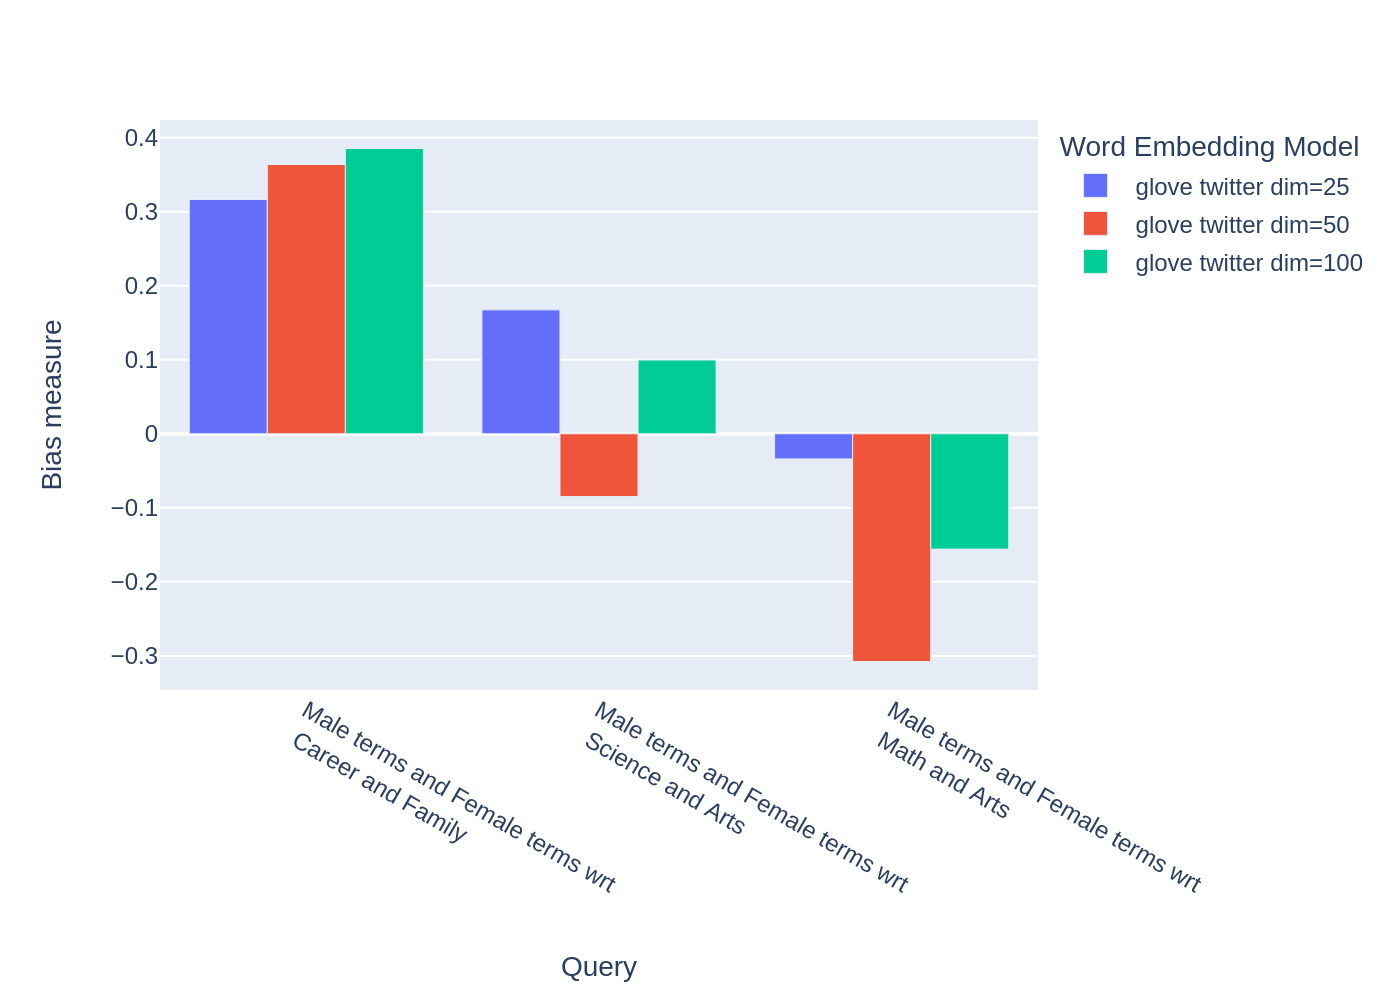 0.4
0.3
0.2
0.1
0
−0.1
−0.2
−0.3
Bias measure
Male terms and Female terms wrt
Career and Family
Male terms and Female terms wrt
Science and Arts
Male terms and Female terms wrt
Math and Arts
Query
Word Embedding Model
glove twitter dim=25
glove twitter dim=50
glove twitter dim=100